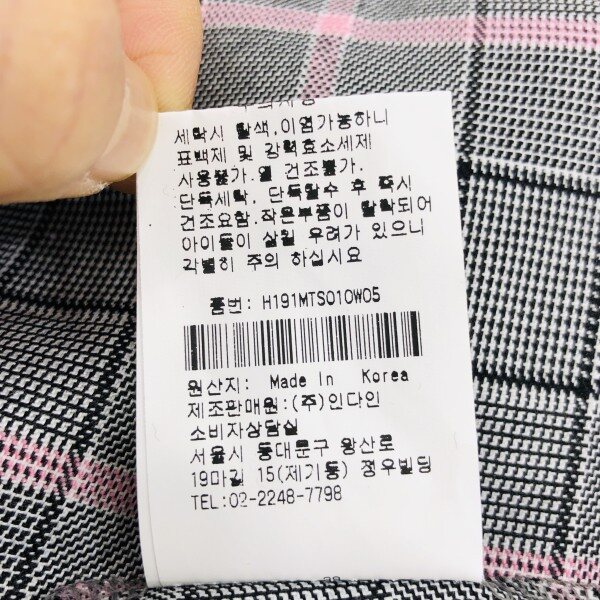 세탁시 탈색,이염가능하니
표백제 및 강력효소세제
사용불가.열 건조불가.
단독세탁, 단독탈수 후 즉시
건조요함.작은부품이 탈락되어
아이들이 삼킬 우려가 있으니
각별히 주의 하십시요
품번: H191MTS010W05
원산지: Made In Korea
제조판매원:(주)인다인
소비자상담실
서울시 동대문구 왕산로
19마길 15(제기동) 정우빌딩
TEL:02-2248-7798